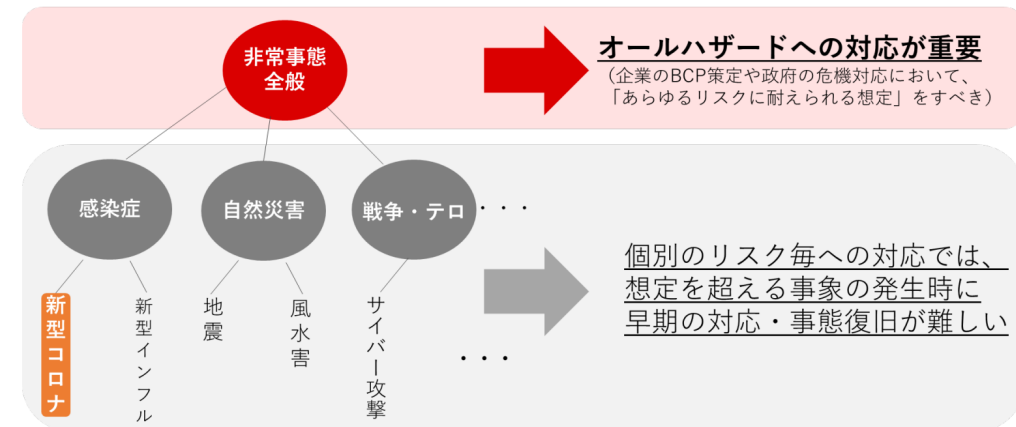 非常事態
全般
オールハザードへの対応が重要
（企業のBCP策定や政府の危機対応において、
「あらゆるリスクに耐えられる想定」をすべき）
感染症
自然災害
戦争・テロ
・・・
新型コロナ
新型インフル
地震
風水害
サイバー攻撃
・・・
個別のリスク毎への対応では、
想定を超える事象の発生時に
早期の対応・事態復旧が難しい